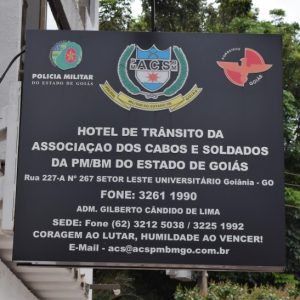 ACS
POLICIA MILITAR
DO ESTADO DE GOIÁS
GOIÁS
HOTEL DE TRÂNSITO DA
ASSOCIAÇAO DOS CABOS E SOLDADOS
DA PM/BM DO ESTADO DE GOIÁS
Rua 227-A Nº 267 SETOR LESTE UNIVERSITÁRIO Goiânia - GO
FONE: 3261 1990
ADM. GILBERTO CÂNDIDO DE LIMA
SEDE: Fone (62) 3212 5038 / 3225 1992
CORAGEM AO LUTAR, HUMILDADE AO VENCER!
E-Mail - acs@acspmbmgo.com.br